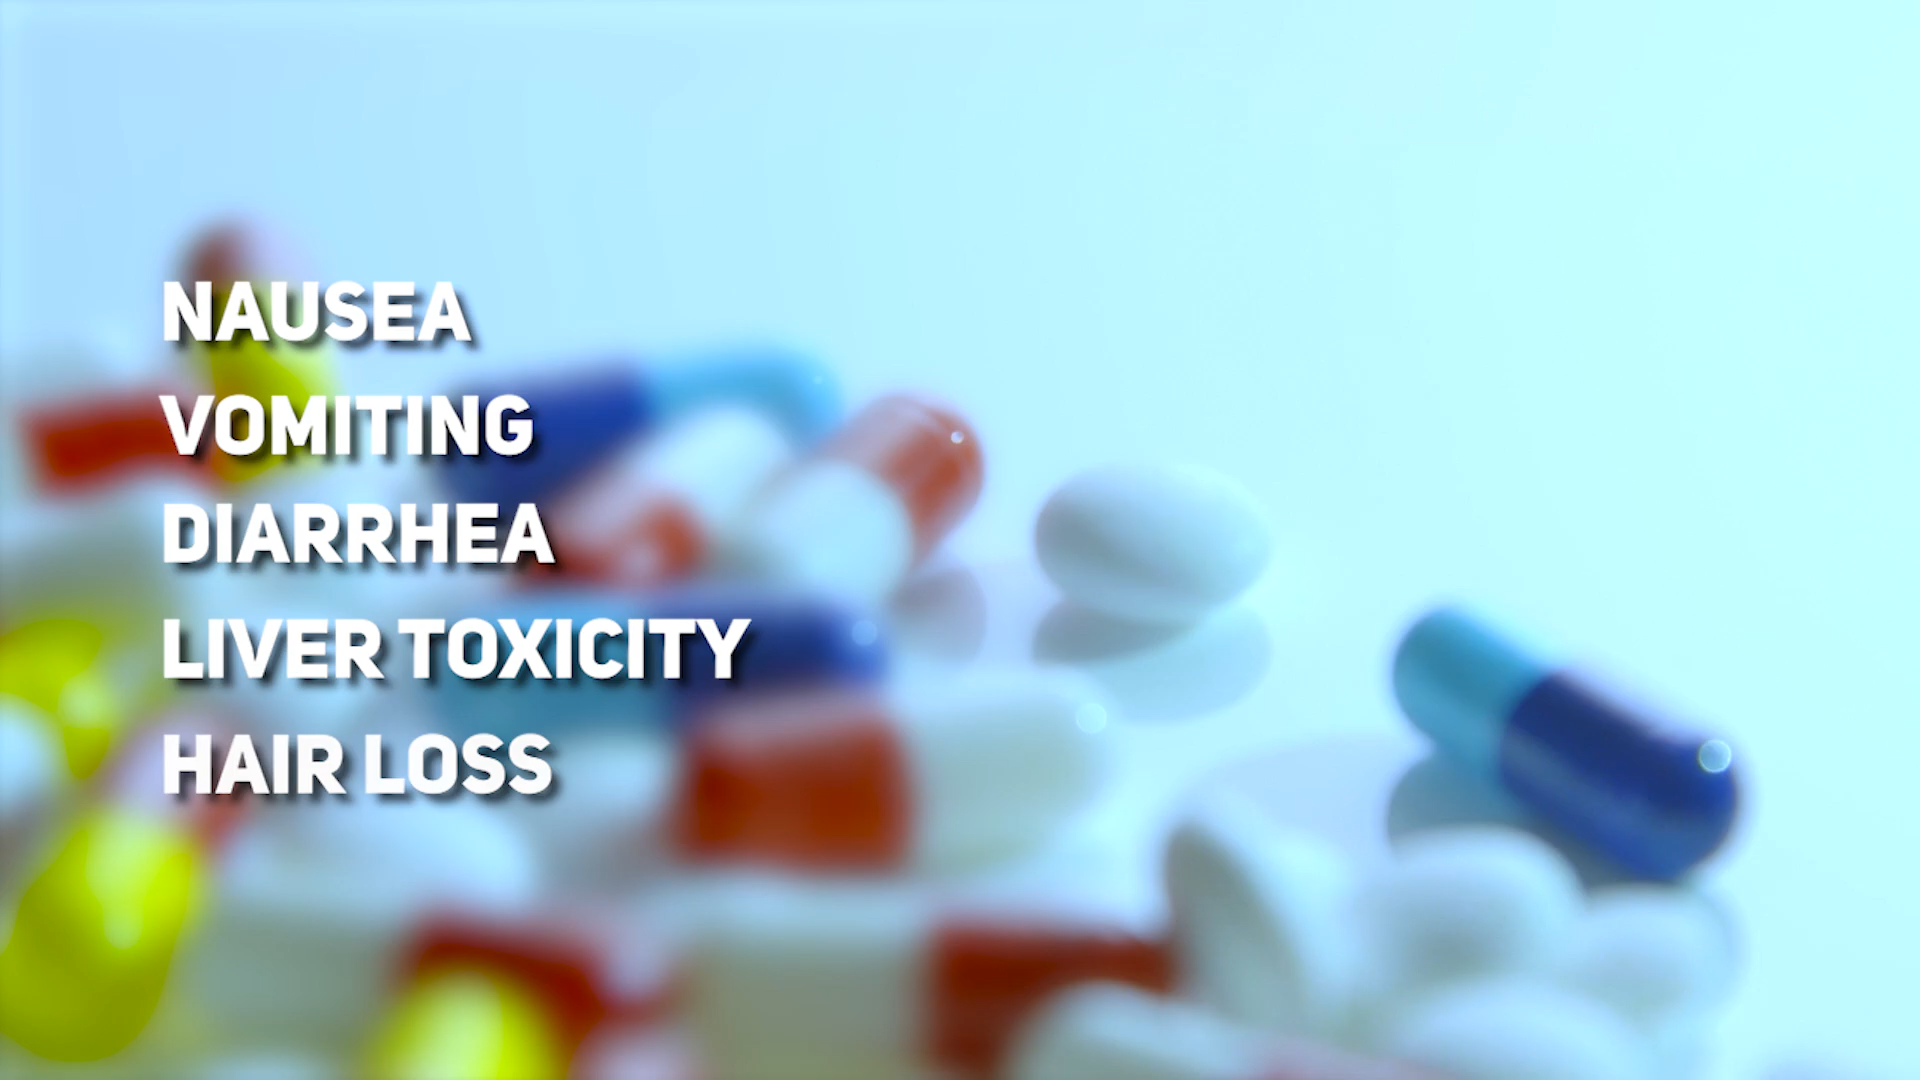 NAUSEA
VOMITING
DIARRHEA
LIVER TOXICITY
HAIR LOSS